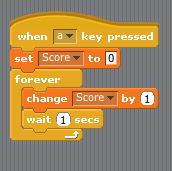 when a key pressed
set Score to 0
forever
change Score by 1
wait 1 secs